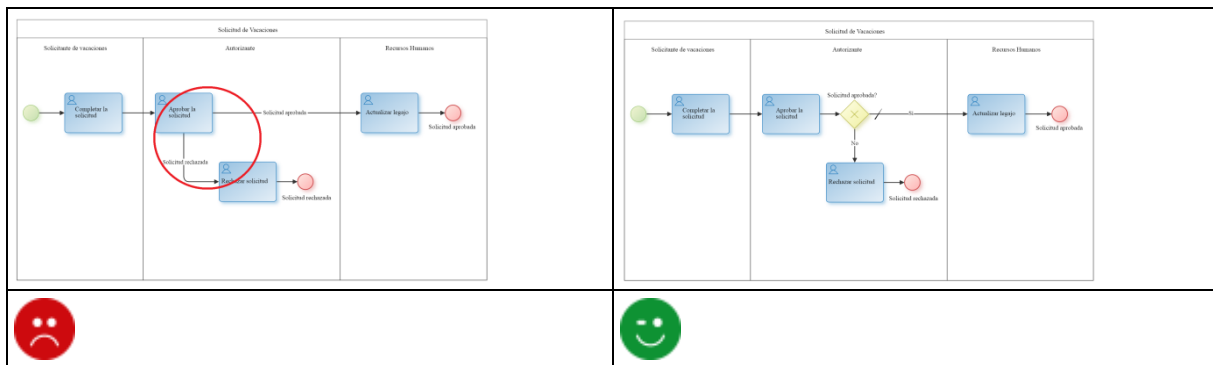 Solicitud de Vacaciones
Solicitante de vacaciones
Autorizante
Recursos Humanos
Completar la
solicitud
Aprobar la
solicitud
Solicitud aprobada
Actualizar legajo
Solicitud aprobada
Solicitud rechazada
Rechazar solicitud
Solicitud rechazada
Solicitud de Vacaciones
Solicitante de vacaciones
Autorizante
Recursos Humanos
Solicitud aprobada?
Completar la
solicitud
Aprobar la
solicitud
Si
Actualizar legajo
Solicitud aprobada
No
Rechazar solicitud
Solicitud rechazada